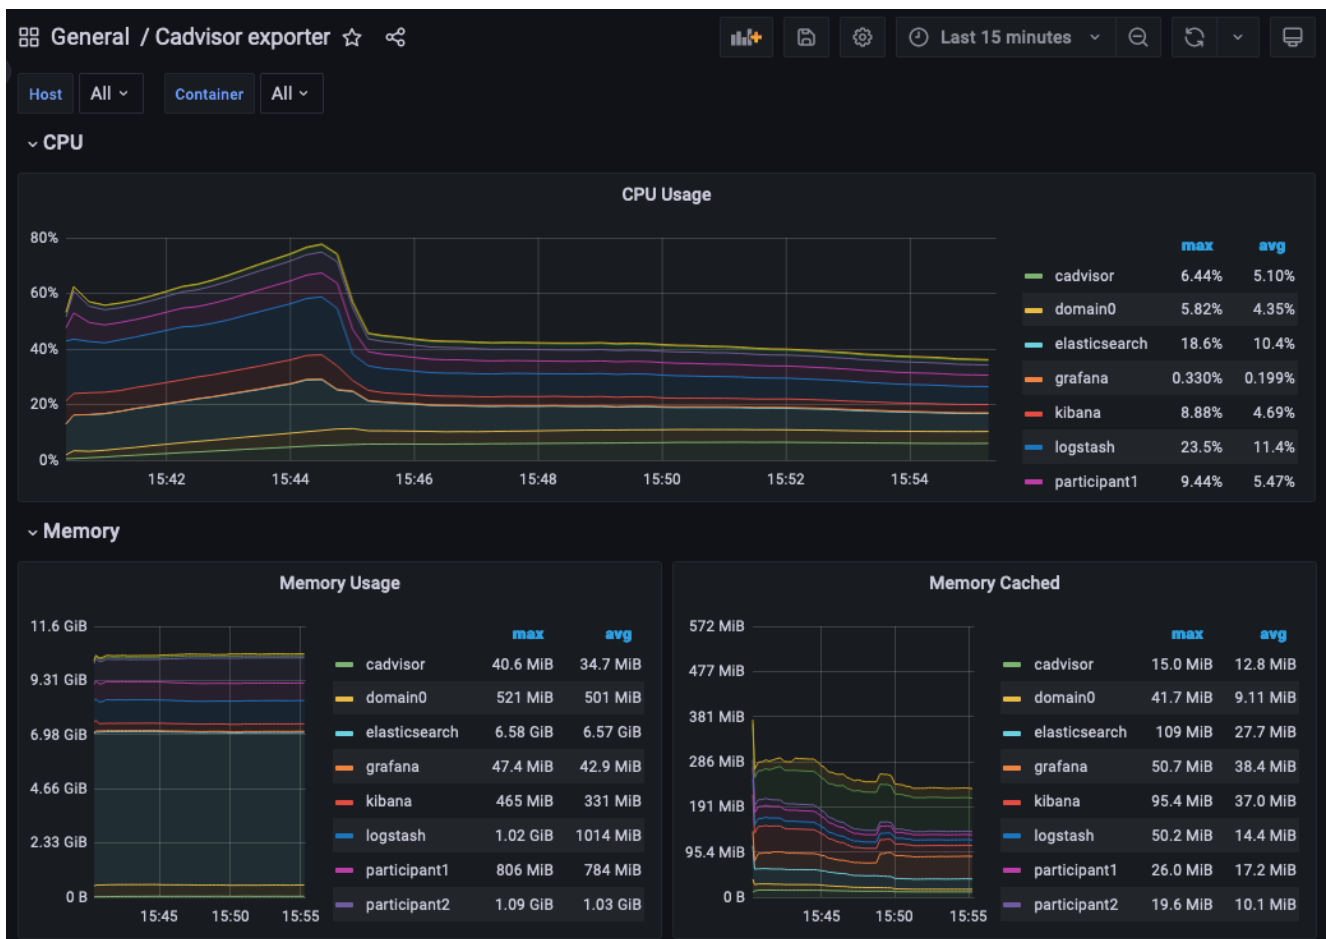 General / Cadvisor exporter
Last 15 minutes
Host All Container All
CPU
CPU Usage
80%
60%
40%
20%
0%
15:42 15:44 15:46 15:48 15:50 15:52 15:54
max avg
cadvisor 6.44% 5.10%
domain0 5.82% 4.35%
elasticsearch 18.6% 10.4%
grafana 0.330% 0.199%
kibana 8.88% 4.69%
logstash 23.5% 11.4%
participant1 9.44% 5.47%
Memory
Memory Usage
11.6 GiB
9.31 GiB
6.98 GiB
4.66 GiB
2.33 GiB
0 B
15:45 15:50 15:55
max avg
cadvisor 40.6 MiB 34.7 MiB
domain0 521 MiB 501 MiB
elasticsearch 6.58 GiB 6.57 GiB
grafana 47.4 MiB 42.9 MiB
kibana 465 MiB 331 MiB
logstash 1.02 GiB 1014 MiB
participant1 806 MiB 784 MiB
participant2 1.09 GiB 1.03 GiB
Memory Cached
572 MiB
477 MiB
381 MiB
286 MiB
191 MiB
95.4 MiB
0 B
15:45 15:50 15:55
max avg
cadvisor 15.0 MiB 12.8 MiB
domain0 41.7 MiB 9.11 MiB
elasticsearch 109 MiB 27.7 MiB
grafana 50.7 MiB 38.4 MiB
kibana 95.4 MiB 37.0 MiB
logstash 50.2 MiB 14.4 MiB
participant1 26.0 MiB 17.2 MiB
participant2 19.6 MiB 10.1 MiB